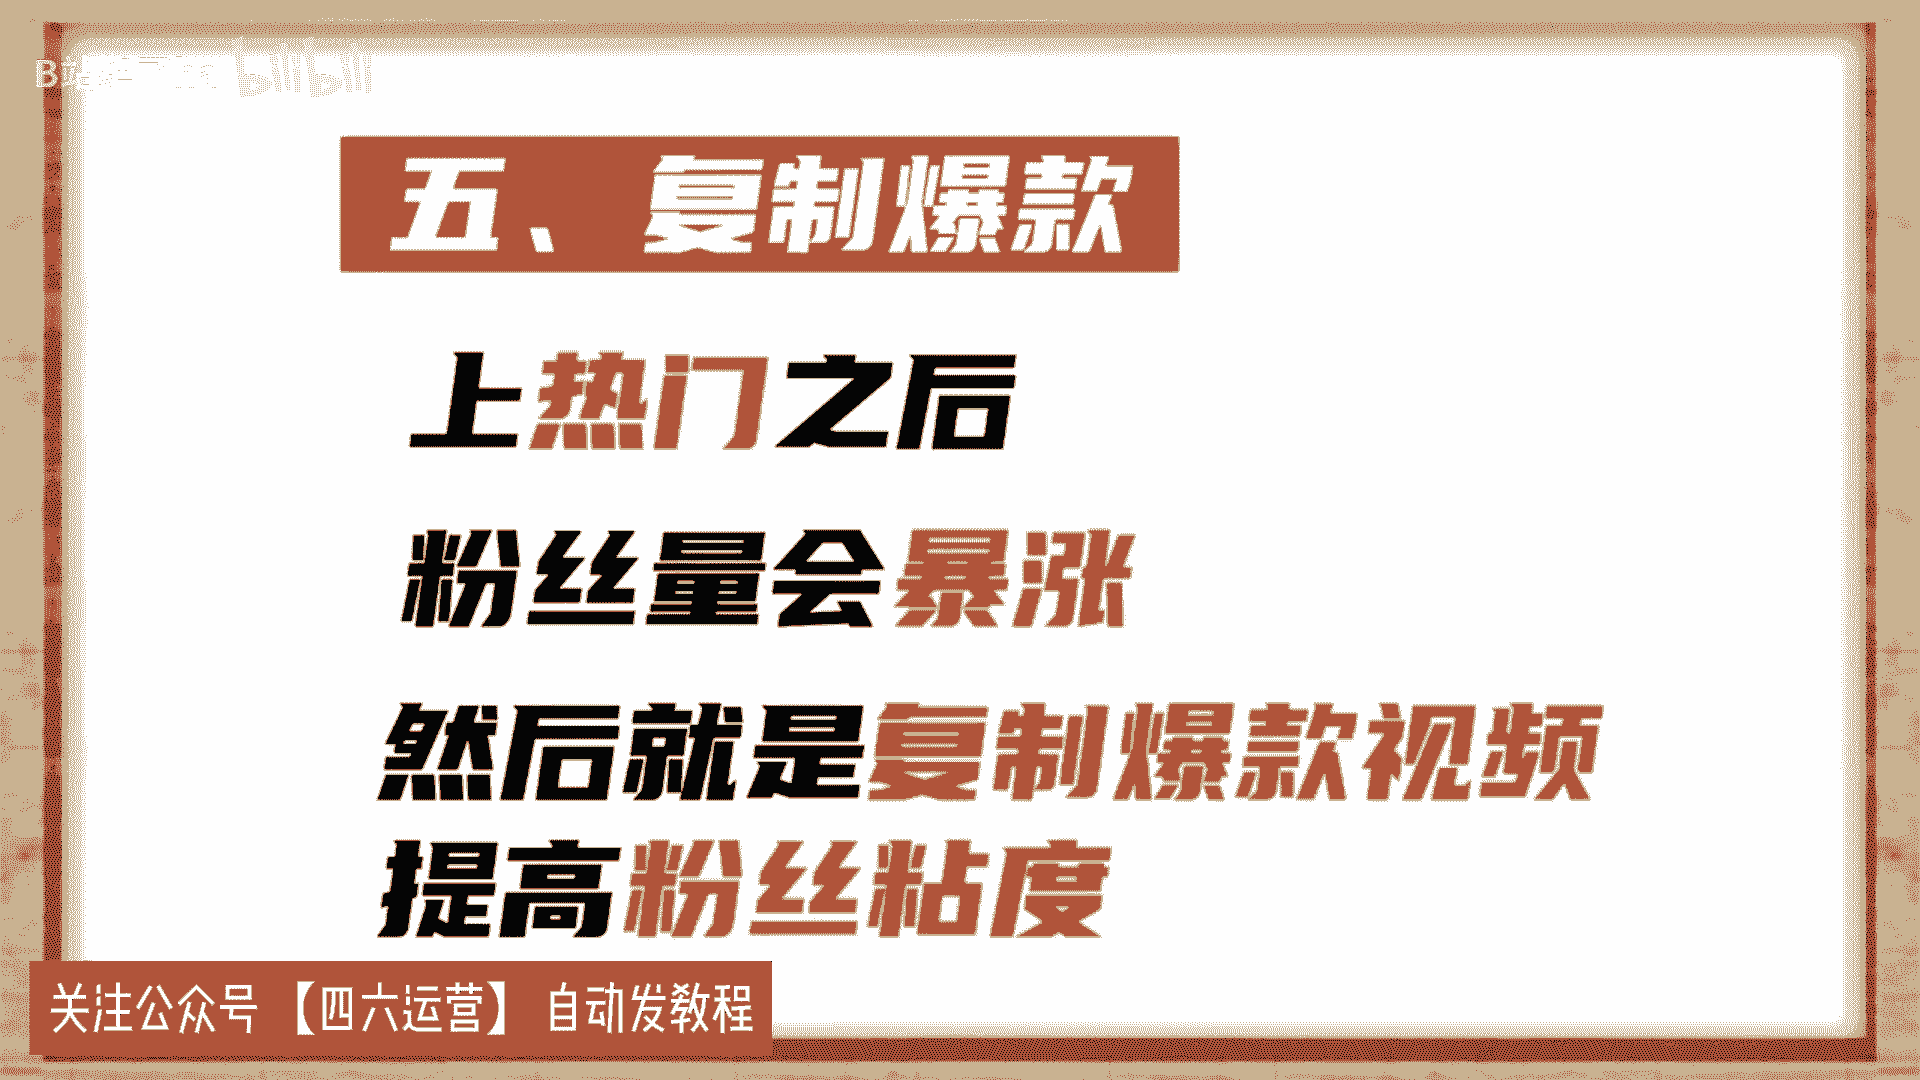 bilibili
五、复制爆款
上热门之后
粉丝量会暴涨
然后就是复制爆款视频
提高粉丝粘度
关注公众号 【四六运营】 自动发教程